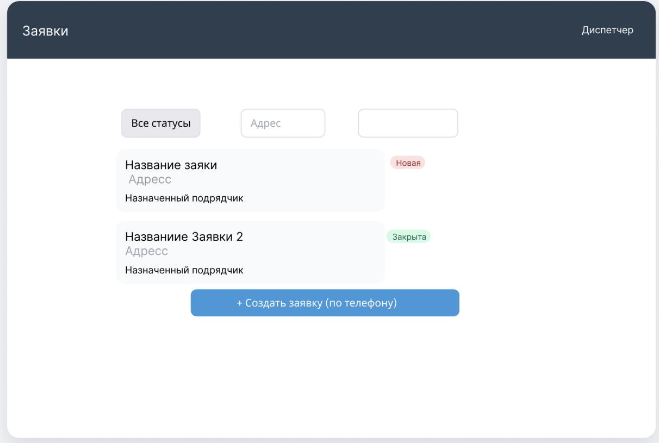 Заявки
Диспетчер
Все статусы
Адрес
Название заяки
Новая
Адресс
Назначенный подрядчик
Названиие Заявки 2
Закрыта
Адресс
Назначенный подрядчик
+ Создать заявку (по телефону)